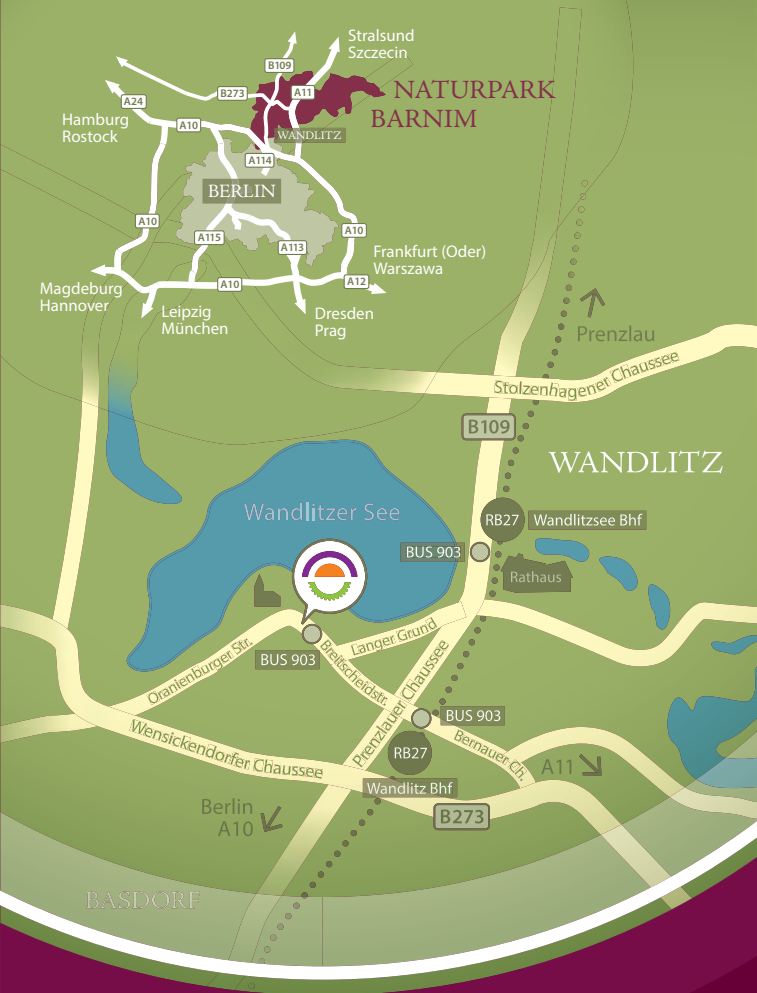 Stralsund
Szczecin
B109
B273
A11
A24
NATURPARK
BARNIM
Hamburg
Rostock
A10
WANDLITZ
A114
BERLIN
A10
A115
A113
A10
Frankfurt (Oder)
Warszawa
A10
A12
Magdeburg
Hannover
Leipzig
München
Dresden
Prag
Prenzlau
Stolzenhagener Chaussee
B109
WANDLITZ
Wandlitzer See
RB27
Wandlitzsee Bhf
BUS 903
Rathaus
Langer Grund
BUS 903
Oranienburger Str.
Breitscheidstr.
Prenzlauer Chaussee
BUS 903
Wensickendorfer Chaussee
RB27
Bernauer Ch.
A11
Wandlitz Bhf
Berlin
A10
B273
BASDORF